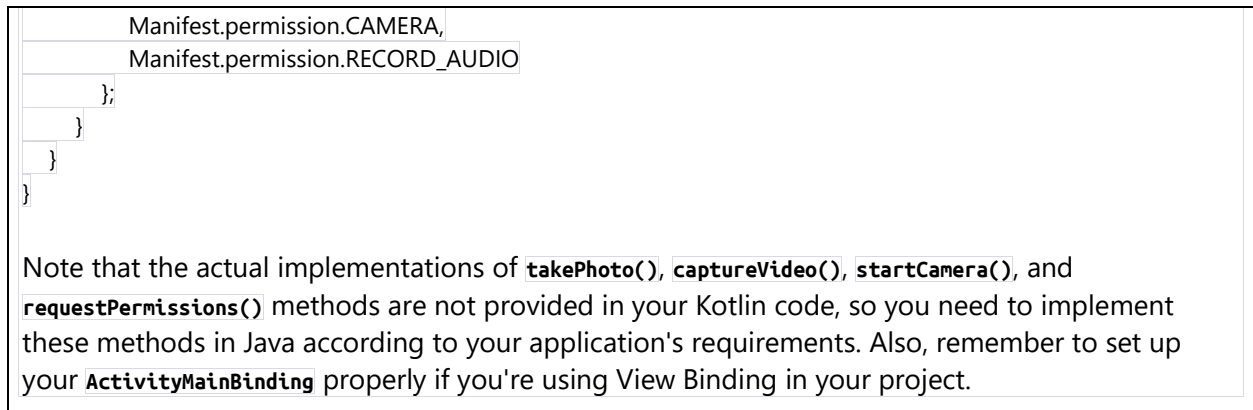 Manifest.permission.CAMERA,
Manifest.permission.RECORD_AUDIO
};
}
}
}
Note that the actual implementations of takePhoto(), captureVideo(), startCamera(), and
requestPermissions() methods are not provided in your Kotlin code, so you need to implement
these methods in Java according to your application's requirements. Also, remember to set up
your ActivityMainBinding properly if you're using View Binding in your project.